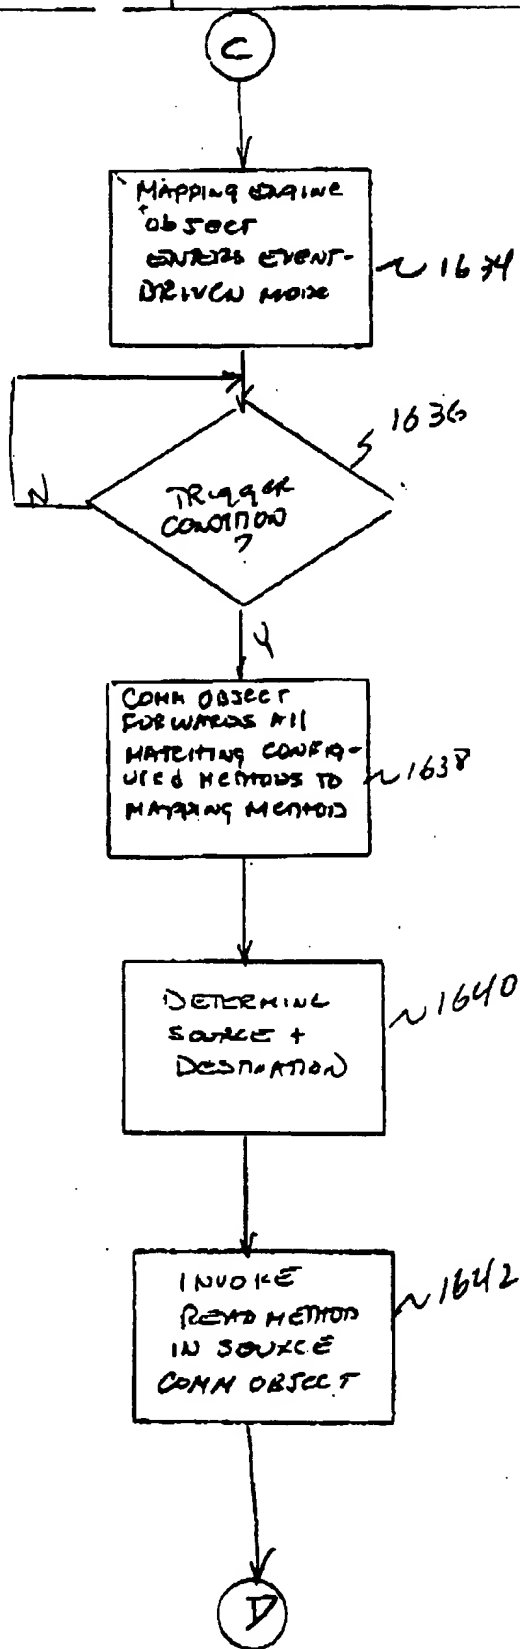 C
MAPPING ENGINE
OBJECT
ENTERS EVENT-
DRIVEN MODE
1634
1636
N
TRIGGER
CONDITION
?
Y
COMM OBJECT
FORWARDS All
MATCHING CONFIG-
URED METHODS TO
MAPPING METHOD
1638
DETERMINE
SOURCE +
DESTINATION
1640
INVOKE
READ METHOD
IN SOURCE
COMM OBJECT
1642
D